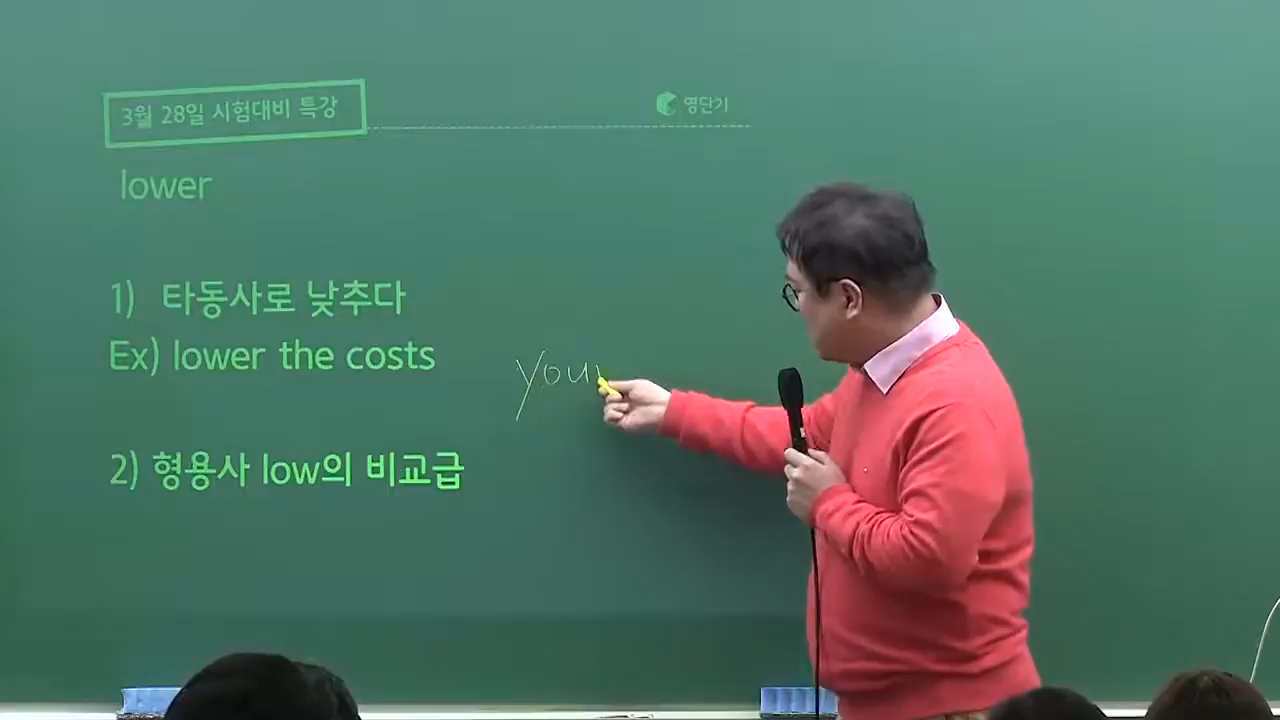 3월 28일 시험대비 특강
영단기
lower
1) 타동사로 낮추다
Ex) lower the costs
you
2) 형용사 low의 비교급